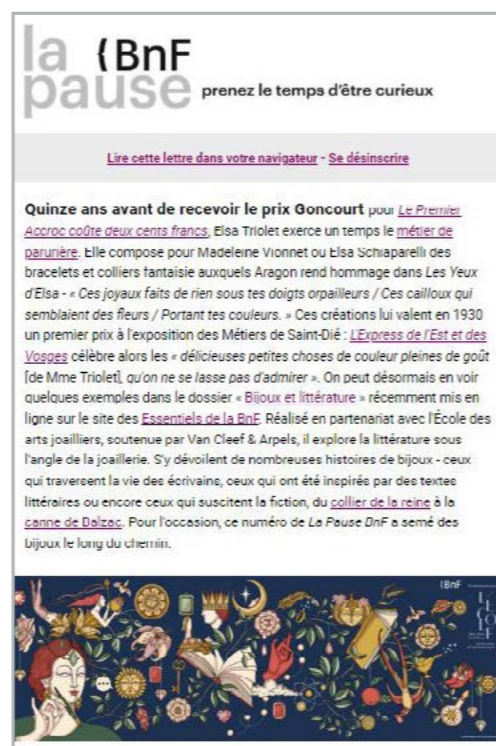 la {BnF
pause prenez le temps d'être curieux
Lire cette lettre dans votre navigateur - Se désinscrire
Quinze ans avant de recevoir le prix Goncourt pour Le Premier
Accroc coûte deux cents francs, Elsa Triolet exerce un temps le métier de
parurière. Elle compose pour Madeleine Vionnet ou Elsa Schiaparelli des
bracelets et colliers fantaisie auxquels Aragon rend hommage dans Les Yeux
d'Elsa - « Ces joyaux faits de rien sous tes doigts orpailleurs / Ces cailloux qui
semblaient des fleurs / Portant tes couleurs. » Ces créations lui valent en 1930
un premier prix à l'exposition des Métiers de Saint-Dié : L'Express de l'Est et des
Vosges célèbre alors les « délicieuses petites choses de couleur pleines de goût
[de Mme Triolet], qu'on ne se lasse pas d'admirer ». On peut désormais en voir
quelques exemples dans le dossier « Bijoux et littérature » récemment mis en
ligne sur le site des Essentiels de la BnF. Réalisé en partenariat avec l'École des
arts joailliers, soutenue par Van Cleef & Arpels, il explore la littérature sous
l'angle de la joaillerie. S'y dévoilent de nombreuses histoires de bijoux - ceux
qui traversent la vie des écrivains, ceux qui ont été inspirés par des textes
littéraires ou encore ceux qui suscitent la fiction, du collier de la reine à la
canne de Balzac. Pour l'occasion, ce numéro de La Pause BnF a semé des
bijoux le long du chemin.
{BnF